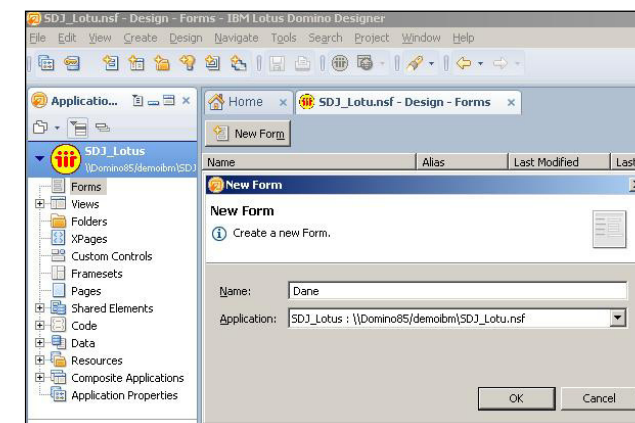 SDJ_Lotu.nsf - Design - Forms - IBM Lotus Domino Designer
File Edit View Create Design Navigate Tools Search Project Window Help
Applicatio...
Home
SDJ_Lotu.nsf - Design - Forms
New Form
SDJ_Lotus
\\Domino85/demoibm\SDJ
Name Alias Last Modified Last
Forms
Views
Folders
XPages
Custom Controls
Framesets
Pages
Shared Elements
Code
Data
Resources
Composite Applications
Application Properties
New Form
New Form
Create a new Form.
Name: Dane
Application: SDJ_Lotus : \\Domino85/demoibm\SDJ_Lotu.nsf
OK Cancel